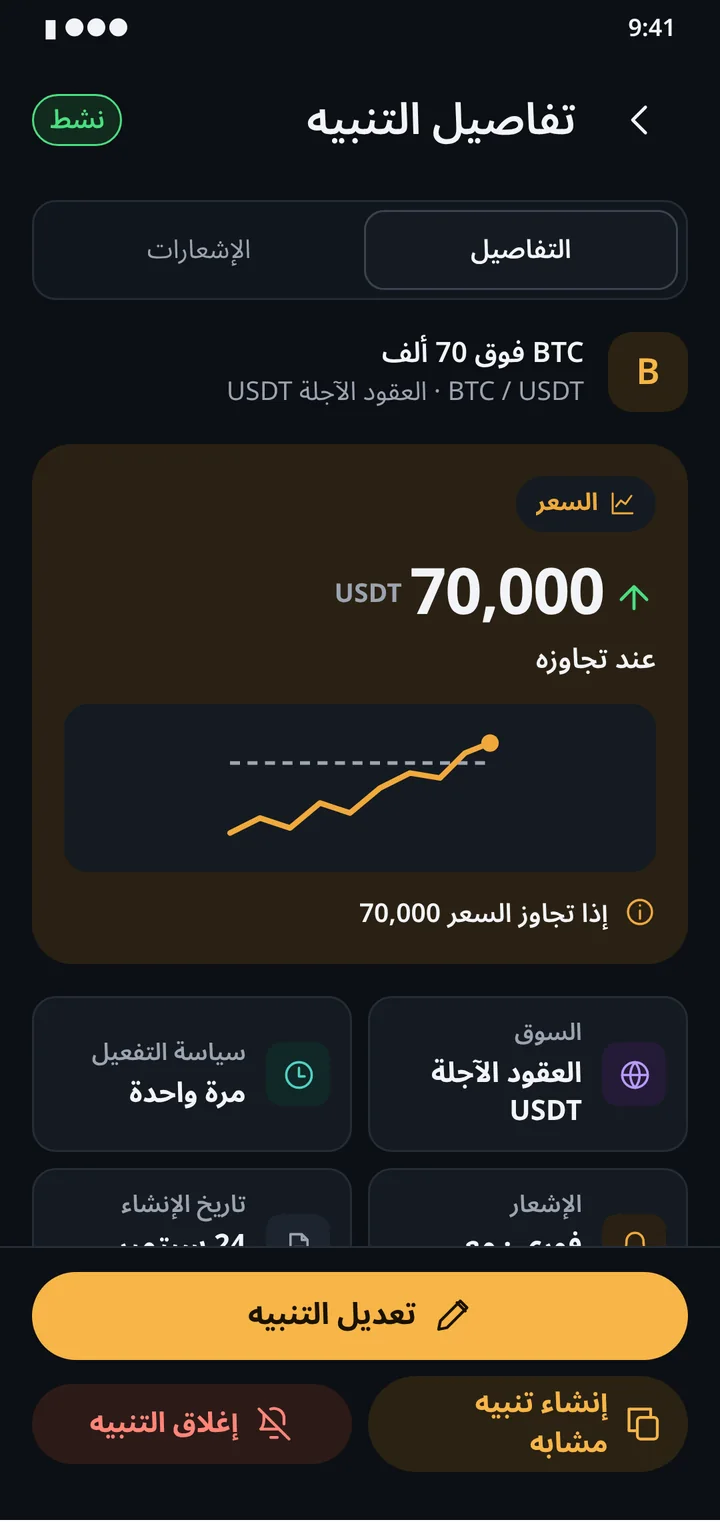 9:41
تفاصيل التنبيه
نشط
التفاصيل
الإشعارات
B
BTC فوق 70 ألف
BTC / USDT · العقود الآجلة USDT
السعر
70,000 USDT
عند تجاوزه
إذا تجاوز السعر 70,000
السوق
العقود الآجلة
USDT
سياسة التفعيل
مرة واحدة
الإشعار
تاريخ الإنشاء
24 سبتمبر
تعديل التنبيه
إنشاء تنبيه
مشابه
إغلاق التنبيه